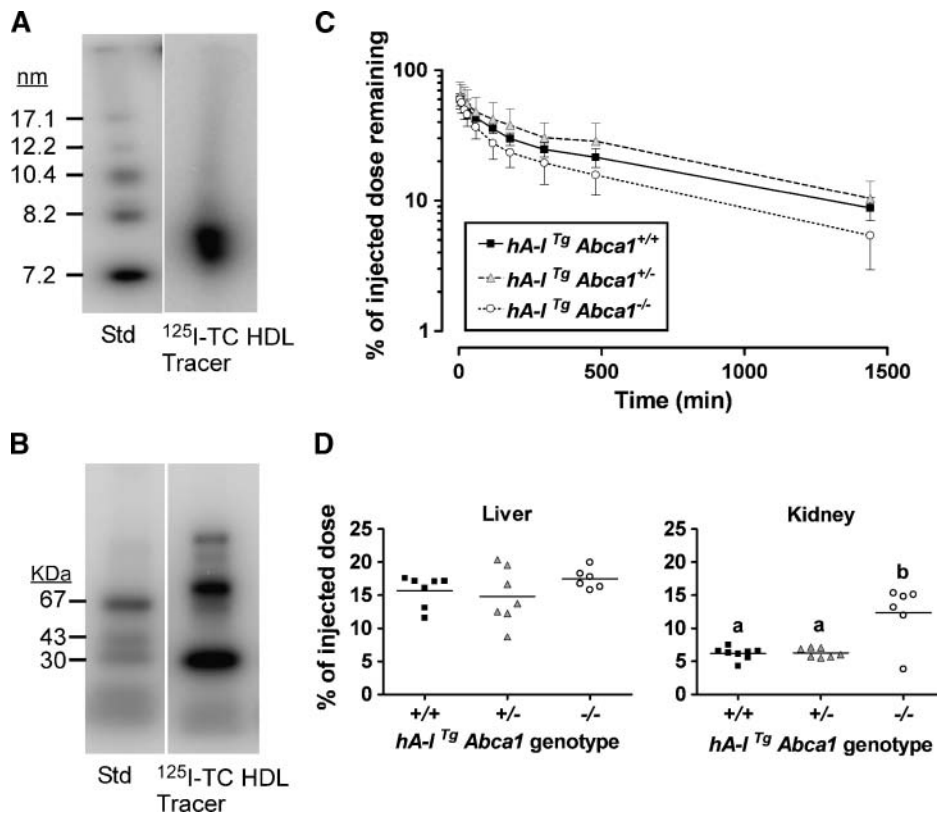 A
nm
17.1
12.2
10.4
8.2
7.2
Std
125I-TC HDL
Tracer
B
KDa
67
43
30
Std
125I-TC HDL
Tracer
C
% of injected dose remaining
100
10
1
hA-I Tg Abca1+/+
hA-I Tg Abca1+/-
hA-I Tg Abca1-/-
0
500
1000
1500
Time (min)
D
% of injected dose
Liver
25
20
15
10
5
0
+/+
+/-
-/-
hA-I Tg Abca1 genotype
Kidney
25
20
15
10
5
0
a
a
b
+/+
+/-
-/-
hA-I Tg Abca1 genotype